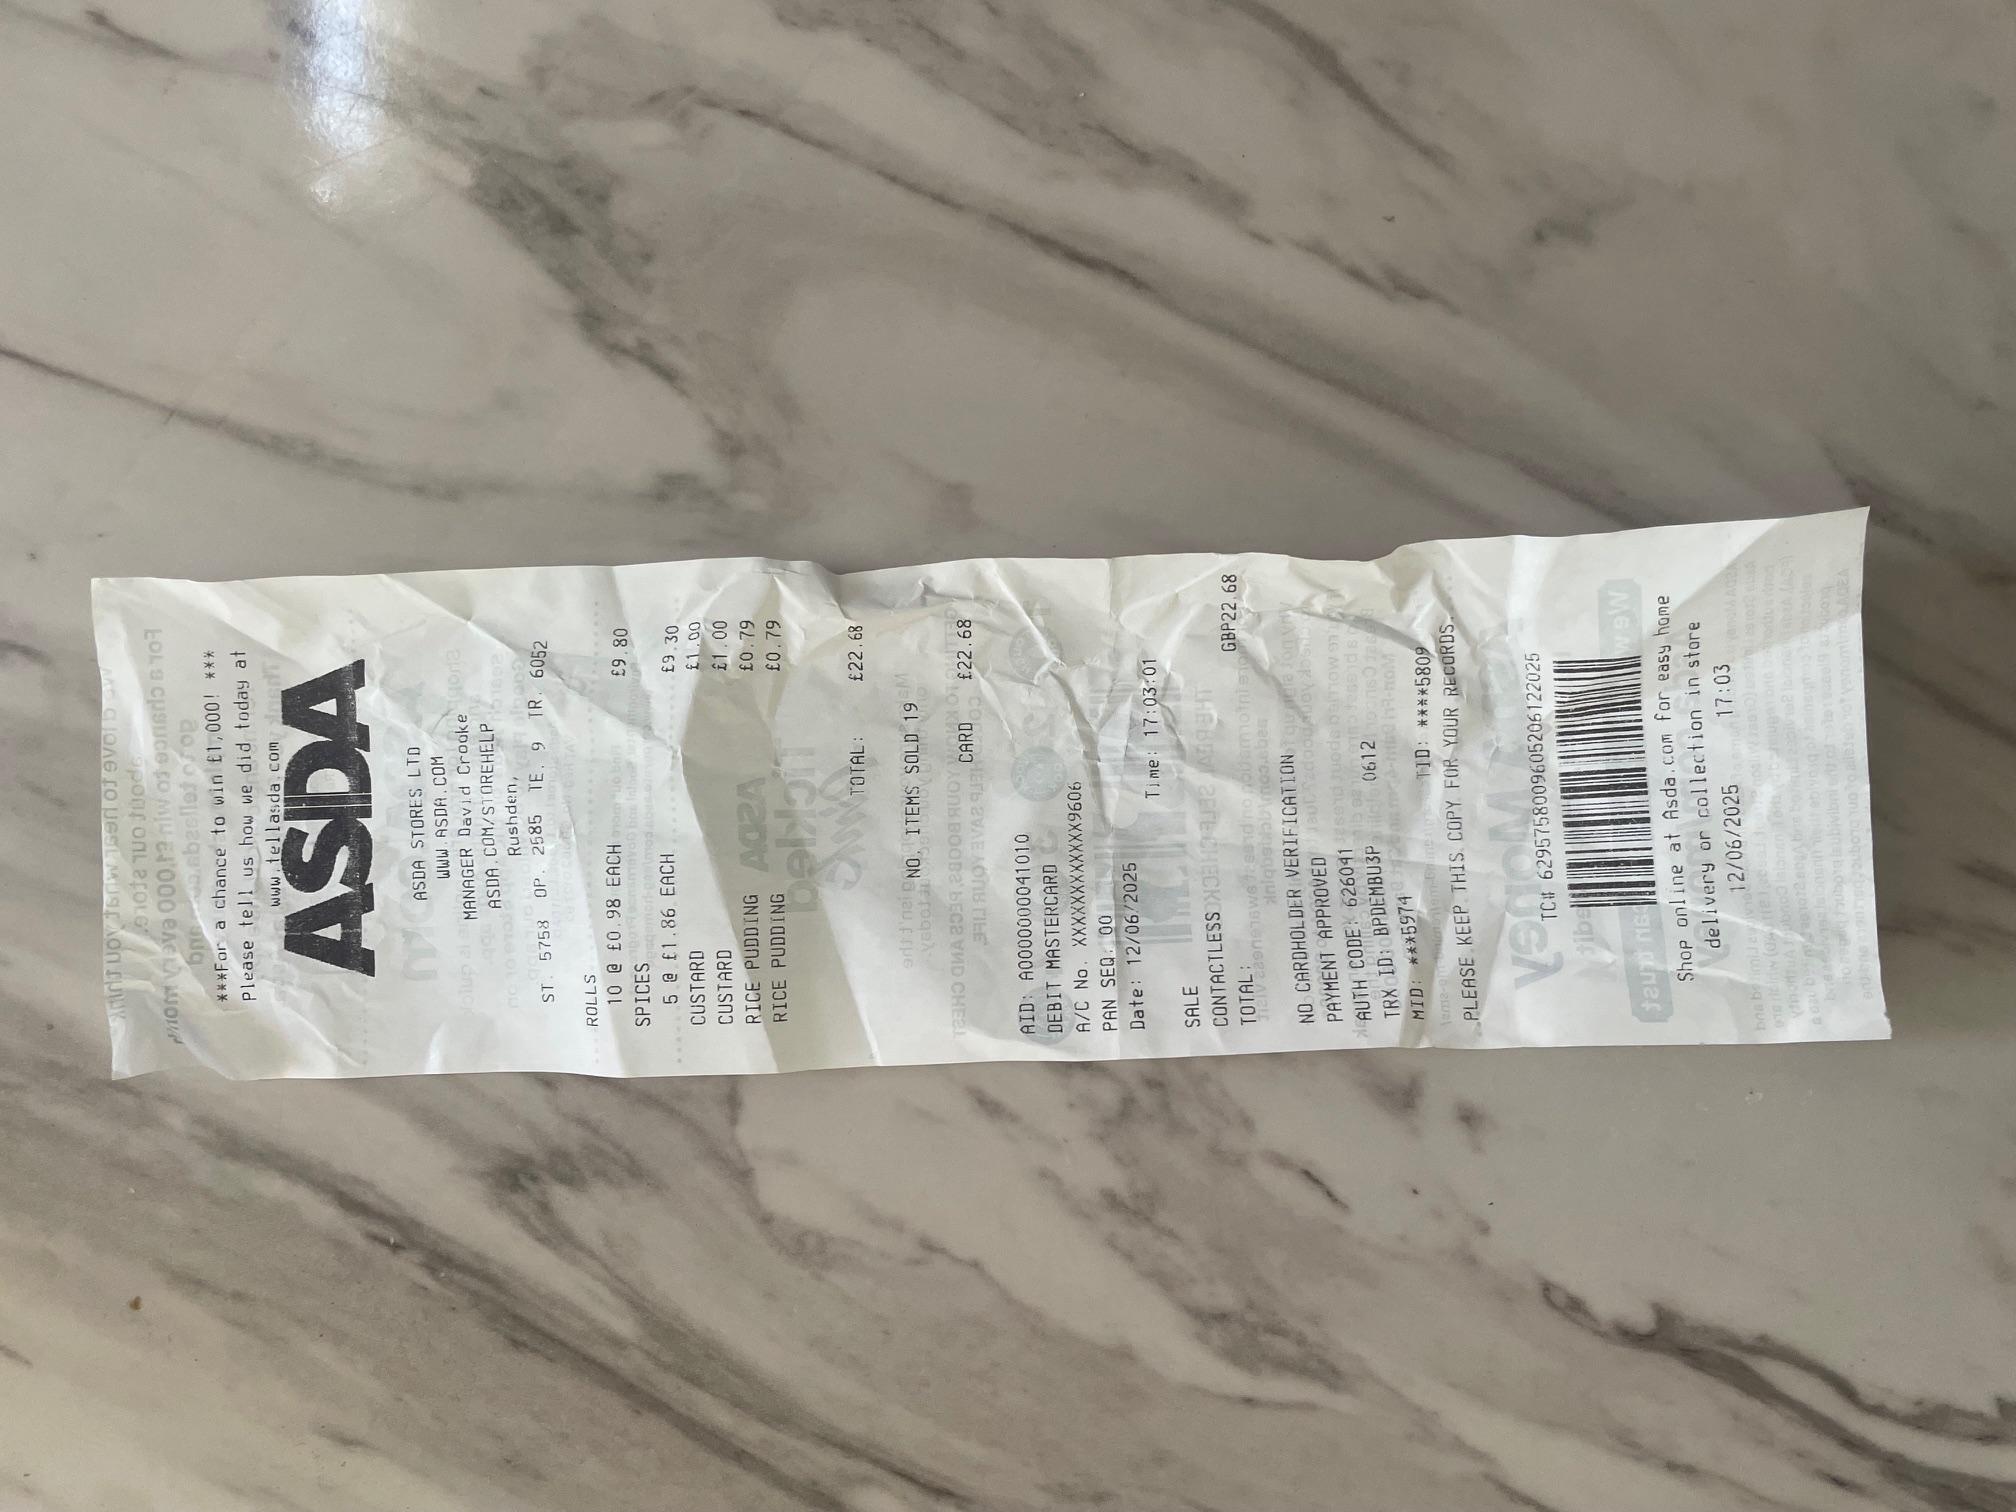 ***For a chance to win £1,000! ***
Please tell us how we did today at
www.tellasda.com
ASDA
ASDA STORES LTD
WWW.ASDA.COM
MANAGER David Crooke
ASDA.COM/STOREHELP
Rushden,
ST. 5758 OP. 2585 TE. 9 TR. 6052
ROLLS
10 @ £0.98 EACH £9.80
SPICES
5 @ £1.86 EACH £9.30
CUSTARD £1.00
CUSTARD £1.00
RICE PUDDING £0.79
RICE PUDDING £0.79
TOTAL: £22.68
NO. ITEMS SOLD 19
CARD £22.68
AID: A0000000041010
DEBIT MASTERCARD
A/C No. XXXXXXXXXXXX9606
PAN SEQ: 00
Date: 12/06/2025
Time: 17:03:01
SALE
CONTACTLESS
TOTAL: GBP22.68
NO CARDHOLDER VERIFICATION
PAYMENT APPROVED
AUTH CODE: 626041
TRX ID: BPDEMBU3P 0612
MID: ***5974
TID: ****5809
PLEASE KEEP THIS COPY FOR YOUR RECORDS.
TC# 6295758009605206122025
Shop online at Asda.com for easy home
delivery or collection in store
12/06/2025 17:03